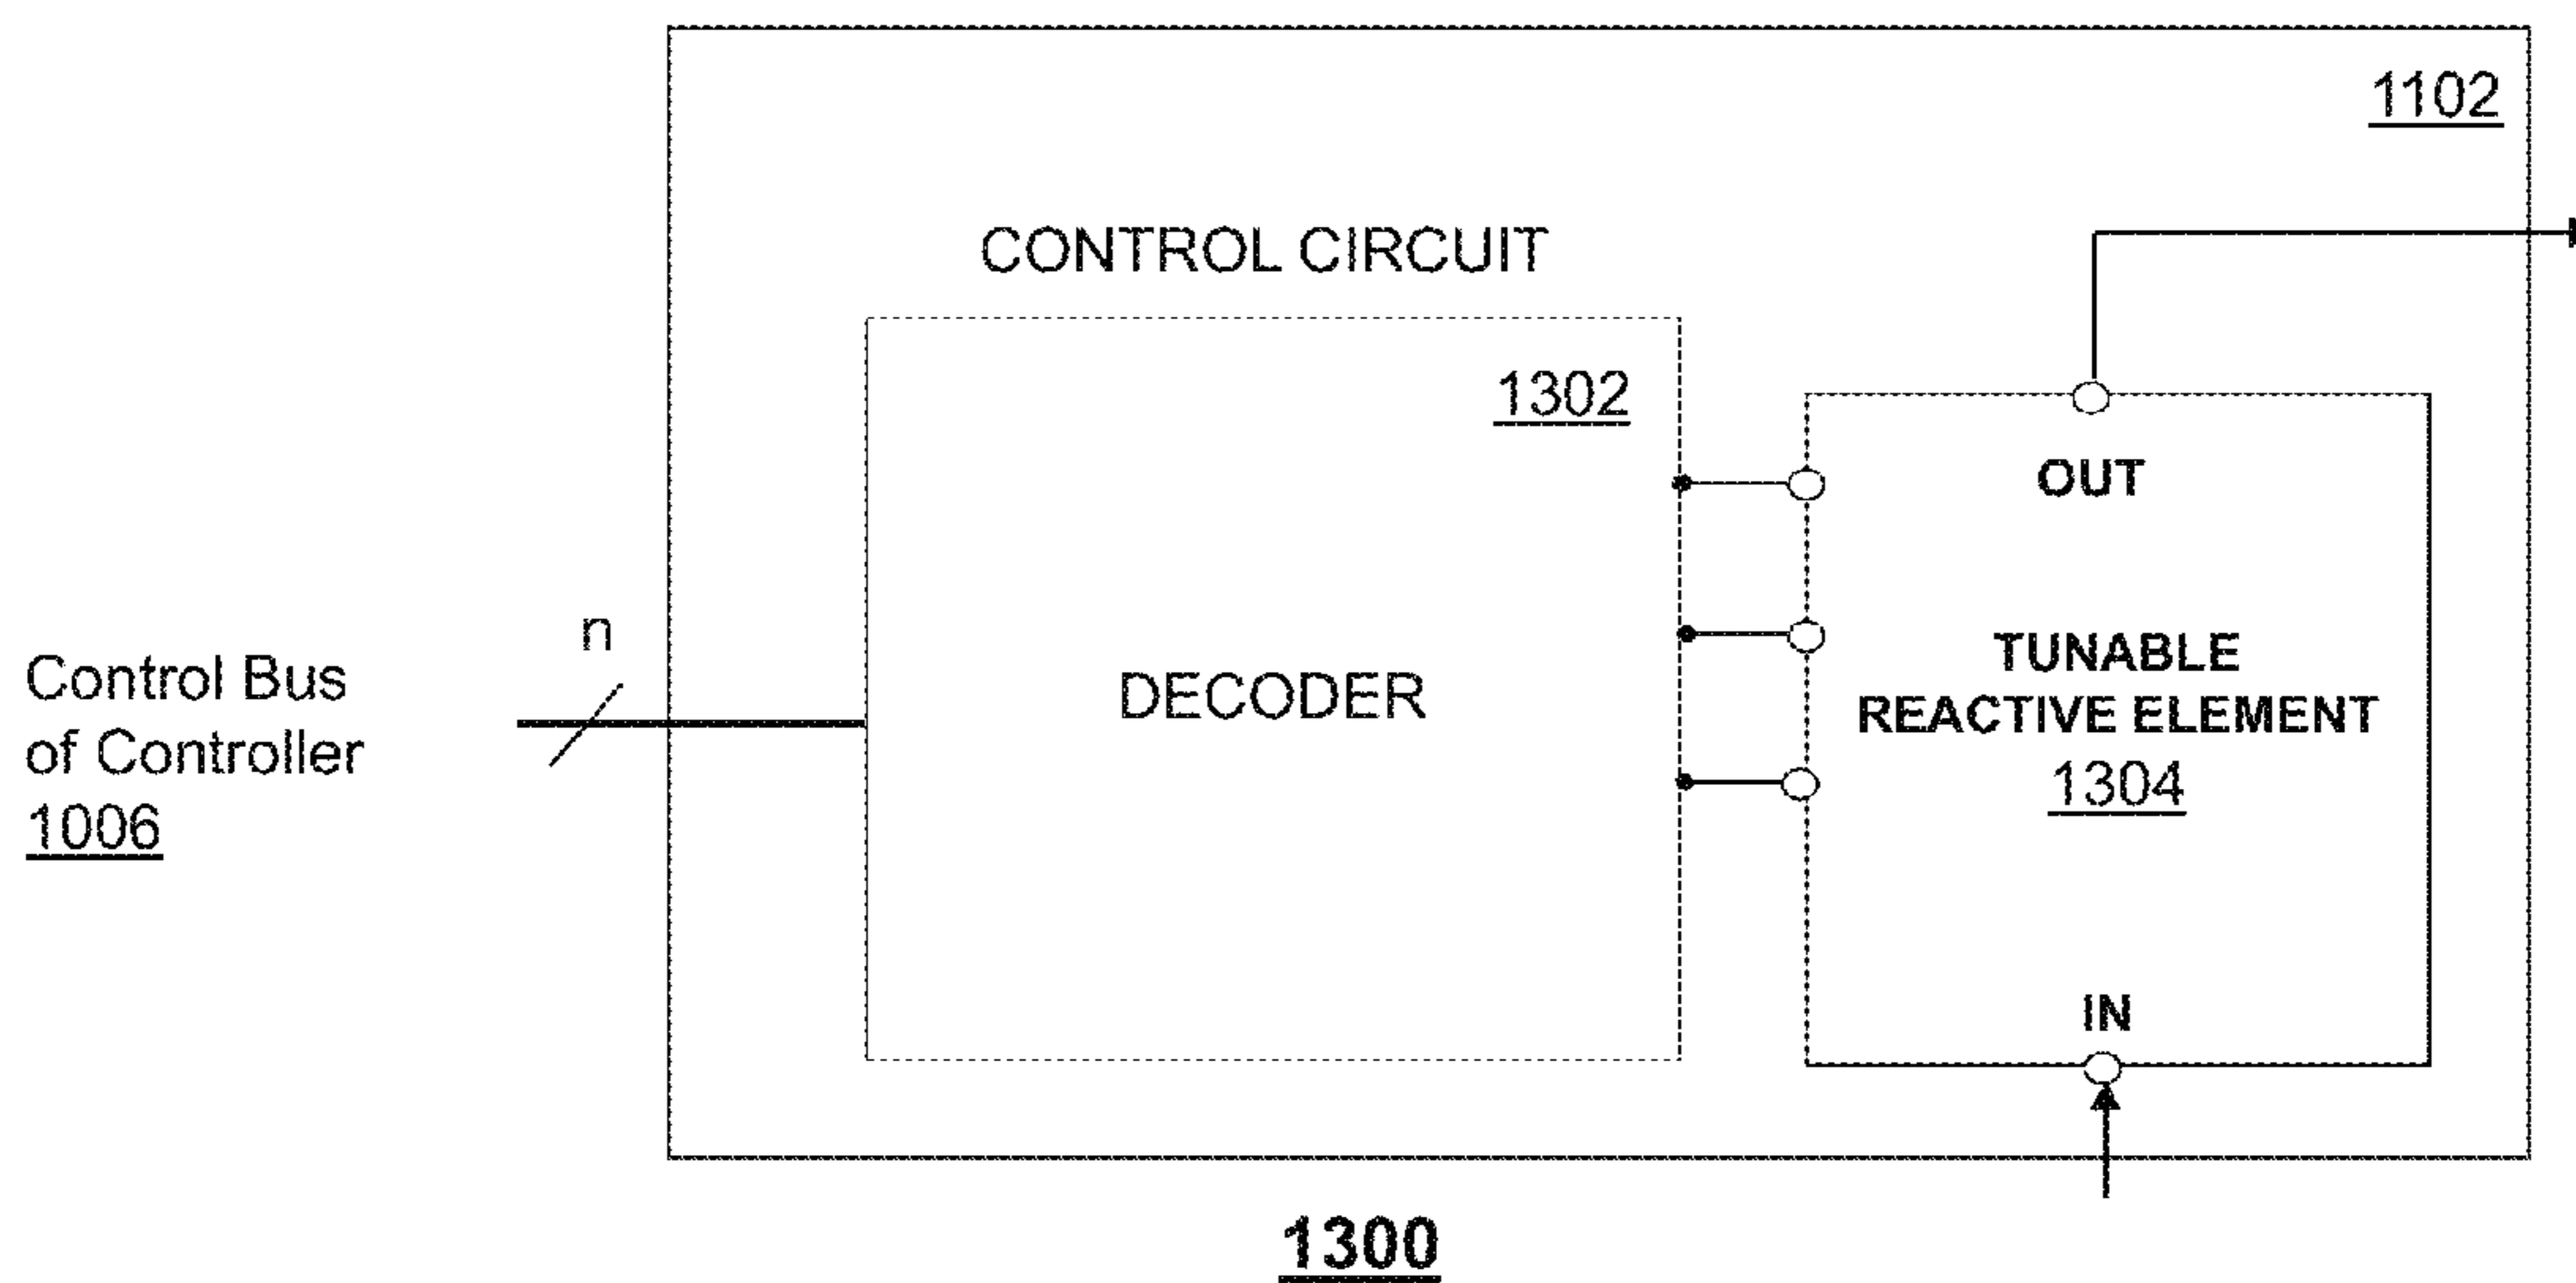 1102
CONTROL CIRCUIT
1302
OUT
n
Control Bus
of Controller
1006
DECODER
TUNABLE
REACTIVE ELEMENT
1304
IN
1300